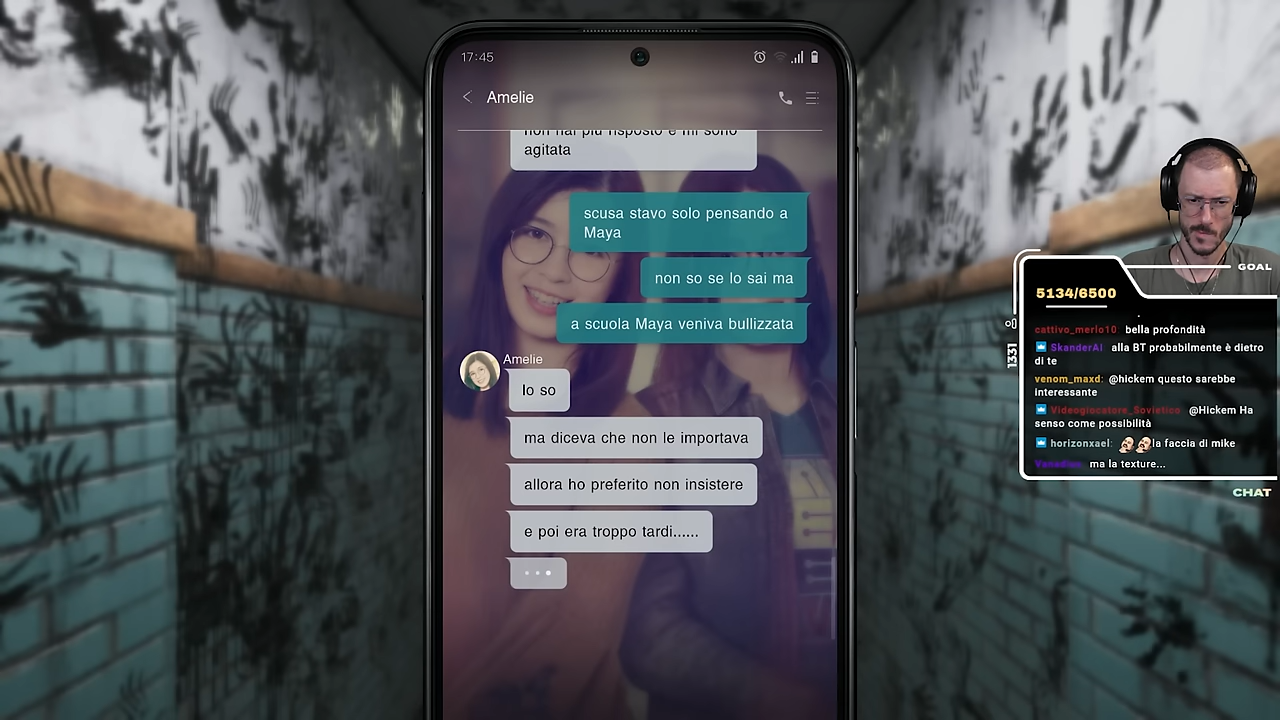 17:45
Amelie
non hai più risposto e mi sono
agitata
scusa stavo solo pensando a
Maya
non so se lo sai ma
a scuola Maya veniva bullizzata
Amelie
lo so
ma diceva che non le importava
allora ho preferito non insistere
e poi era troppo tardi......
GOAL
5134/6500
1331
cattivo_merlo10 bella profondità
SkanderAl alla BT probabilmente è dietro
di te
venom_maxd: @hickem questo sarebbe
interessante
Videogiocatore_Sovietico @Hickem Ha
senso come possibilità
horizonxael: la faccia di mike
ma la texture...
CHAT